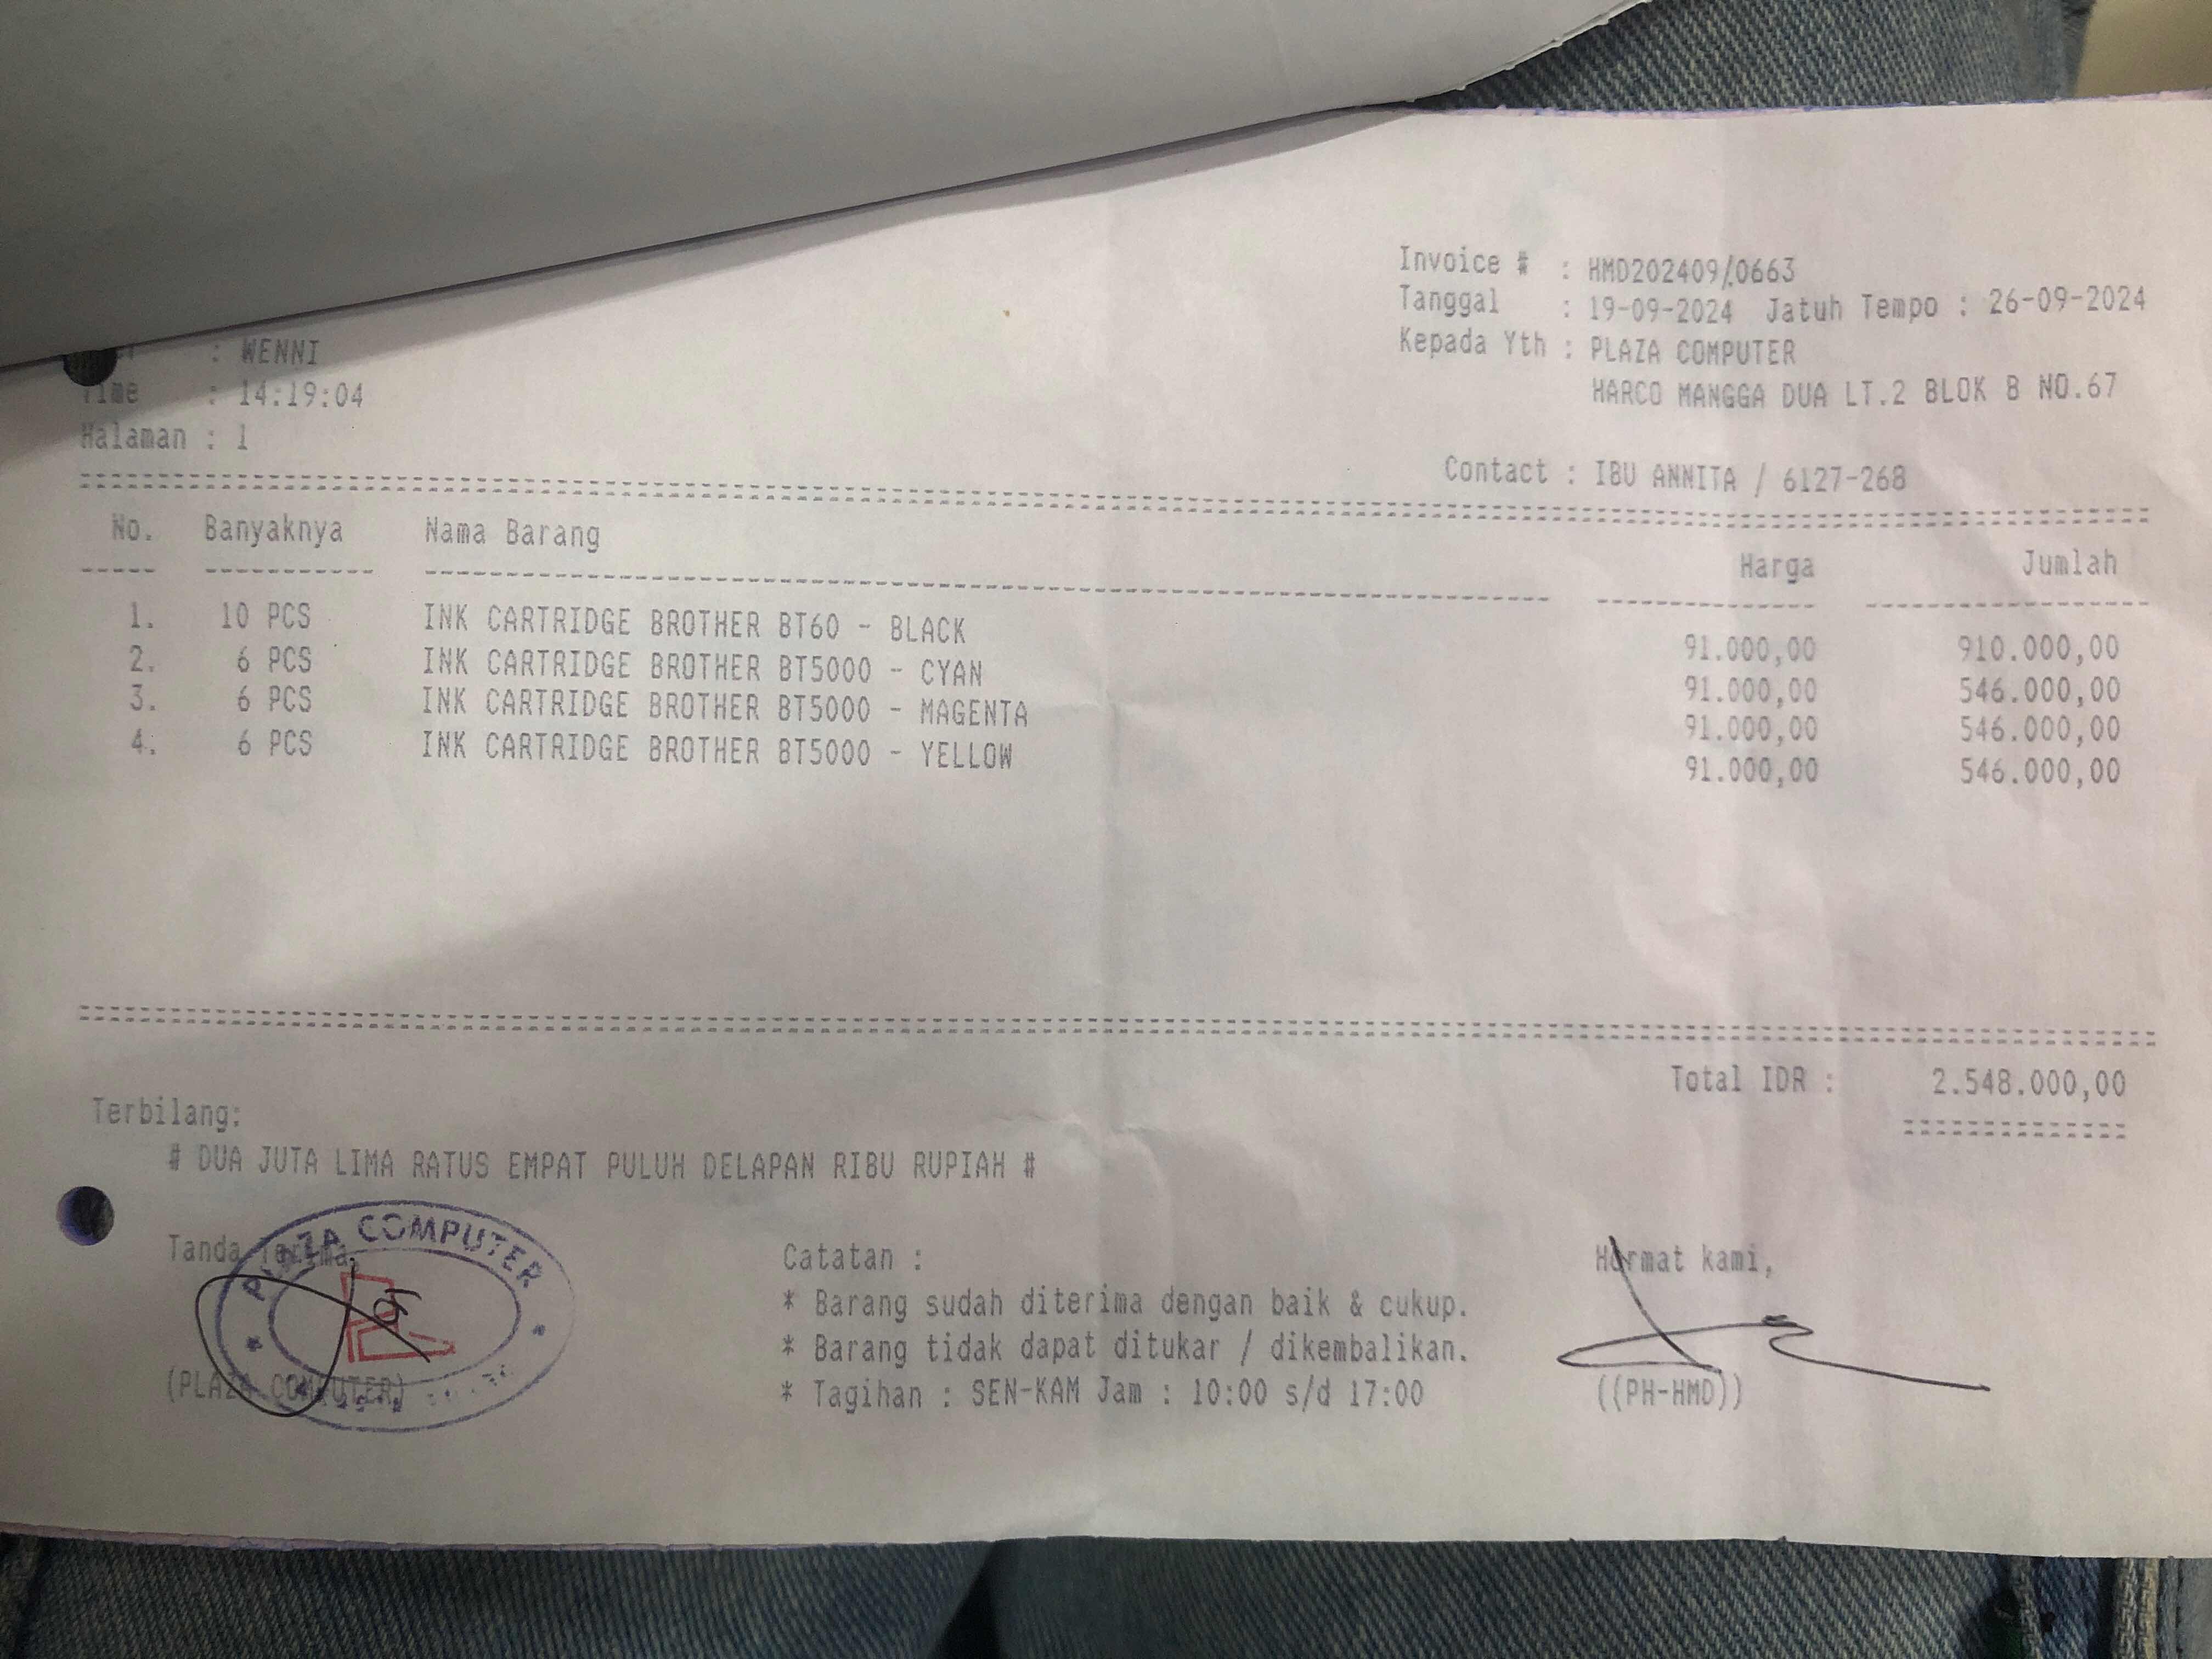 Invoice # : HMD202409/0663
Tanggal : 19-09-2024 Jatuh Tempo : 26-09-2024
Kepada Yth : PLAZA COMPUTER
HARCO MANGGA DUA LT.2 BLOK B NO.67
Contact : IBU ANNITA / 6127-268
: WENNI
Time : 14:19:04
Halaman : 1
No. Banyaknya Nama Barang Harga Jumlah
1. 10 PCS INK CARTRIDGE BROTHER BT60 - BLACK 91.000,00 910.000,00
2. 6 PCS INK CARTRIDGE BROTHER BT5000 - CYAN 91.000,00 546.000,00
3. 6 PCS INK CARTRIDGE BROTHER BT5000 - MAGENTA 91.000,00 546.000,00
4. 6 PCS INK CARTRIDGE BROTHER BT5000 - YELLOW 91.000,00 546.000,00
Total IDR : 2.548.000,00
Terbilang:
# DUA JUTA LIMA RATUS EMPAT PULUH DELAPAN RIBU RUPIAH #
Tanda Terima,
PLAZA COMPUTER
(PLAZA COMPUTER)
Catatan :
* Barang sudah diterima dengan baik & cukup.
* Barang tidak dapat ditukar / dikembalikan.
* Tagihan : SEN-KAM Jam : 10:00 s/d 17:00
Hormat kami,
((PH-HMD))